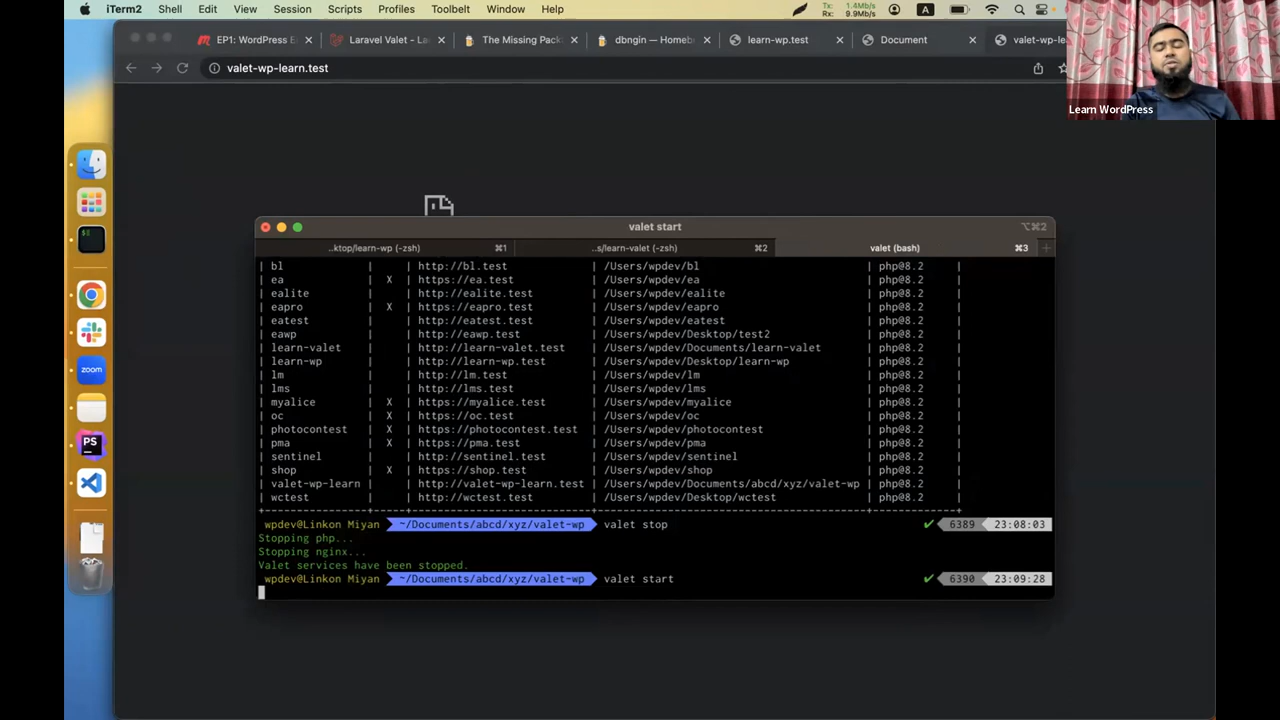 iTerm2 Shell Edit View Session Scripts Profiles Toolbelt Window Help
Tx: 1.4Mb/s
Rx: 9.9Mb/s
A
EP1: WordPress E
Laravel Valet - La
The Missing Pack
dbngin — Homeb
learn-wp.test
Document
valet-wp-le
valet-wp-learn.test
Learn WordPress
valet start
⌥⌘2
..ktop/learn-wp (-zsh) ⌘1
..s/learn-valet (-zsh) ⌘2
valet (bash) ⌘3
| bl | | http://bl.test | /Users/wpdev/bl | php@8.2 |
| ea | X | https://ea.test | /Users/wpdev/ea | php@8.2 |
| ealite | | http://ealite.test | /Users/wpdev/ealite | php@8.2 |
| eapro | X | https://eapro.test | /Users/wpdev/eapro | php@8.2 |
| eatest | | http://eatest.test | /Users/wpdev/eatest | php@8.2 |
| eawp | | http://eawp.test | /Users/wpdev/Desktop/test2 | php@8.2 |
| learn-valet | | http://learn-valet.test | /Users/wpdev/Documents/learn-valet | php@8.2 |
| learn-wp | | http://learn-wp.test | /Users/wpdev/Desktop/learn-wp | php@8.2 |
| lm | | http://lm.test | /Users/wpdev/lm | php@8.2 |
| lms | | http://lms.test | /Users/wpdev/lms | php@8.2 |
| myalice | X | https://myalice.test | /Users/wpdev/myalice | php@8.2 |
| oc | X | https://oc.test | /Users/wpdev/oc | php@8.2 |
| photocontest | X | https://photocontest.test | /Users/wpdev/photocontest | php@8.2 |
| pma | X | https://pma.test | /Users/wpdev/pma | php@8.2 |
| sentinel | | http://sentinel.test | /Users/wpdev/sentinel | php@8.2 |
| shop | X | https://shop.test | /Users/wpdev/shop | php@8.2 |
| valet-wp-learn | | http://valet-wp-learn.test | /Users/wpdev/Documents/abcd/xyz/valet-wp | php@8.2 |
| wctest | | http://wctest.test | /Users/wpdev/Desktop/wctest | php@8.2 |
wpdev@Linkon Miyan ~/Documents/abcd/xyz/valet-wp valet stop ✔ 6389 23:08:03
Stopping php...
Stopping nginx...
Valet services have been stopped.
wpdev@Linkon Miyan ~/Documents/abcd/xyz/valet-wp valet start ✔ 6390 23:09:28
zoom
PS